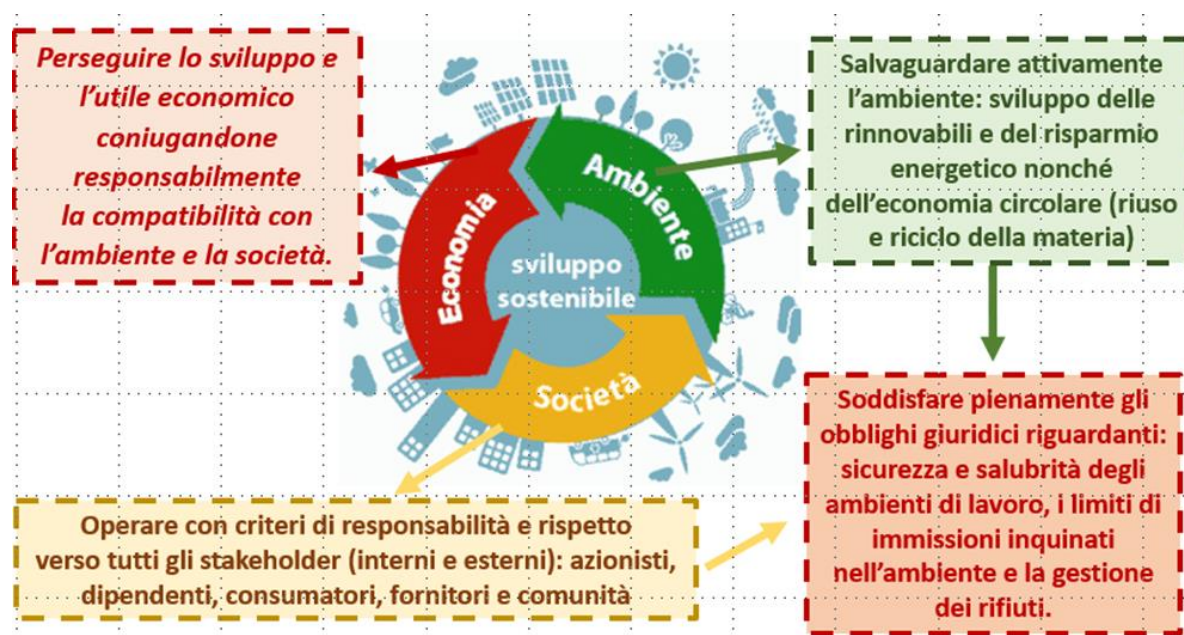 Perseguire lo sviluppo e
l'utile economico
coniugandone
responsabilmente
la compatibilità con
l'ambiente e la società.
Salvaguardare attivamente
l'ambiente: sviluppo delle
rinnovabili e del risparmio
energetico nonché
dell'economia circolare (riuso
e riciclo della materia)
Economia
Ambiente
sviluppo
sostenibile
Società
Operare con criteri di responsabilità e rispetto
verso tutti gli stakeholder (interni e esterni): azionisti,
dipendenti, consumatori, fornitori e comunità
Soddisfare pienamente gli
obblighi giuridici riguardanti:
sicurezza e salubrità degli
ambienti di lavoro, i limiti di
immissioni inquinati
nell'ambiente e la gestione
dei rifiuti.